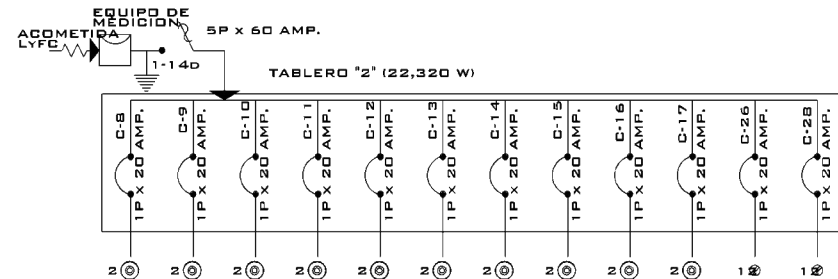 EQUIPO DE
MEDICION
ACOMETIDA
LYFC
5P x 60 AMP.
1-14D
TABLERO "2" (22,320 W)
C-8
1P X 20 AMP.
C-9
1P X 20 AMP.
C-10
1P X 20 AMP.
C-11
1P X 20 AMP.
C-12
1P X 20 AMP.
C-13
1P X 20 AMP.
C-14
1P X 20 AMP.
C-15
1P X 20 AMP.
C-16
1P X 20 AMP.
C-17
1P X 20 AMP.
C-26
1P X 20 AMP.
C-28
1P X 20 AMP.
2 2 2 2 2 2 2 2 2 2